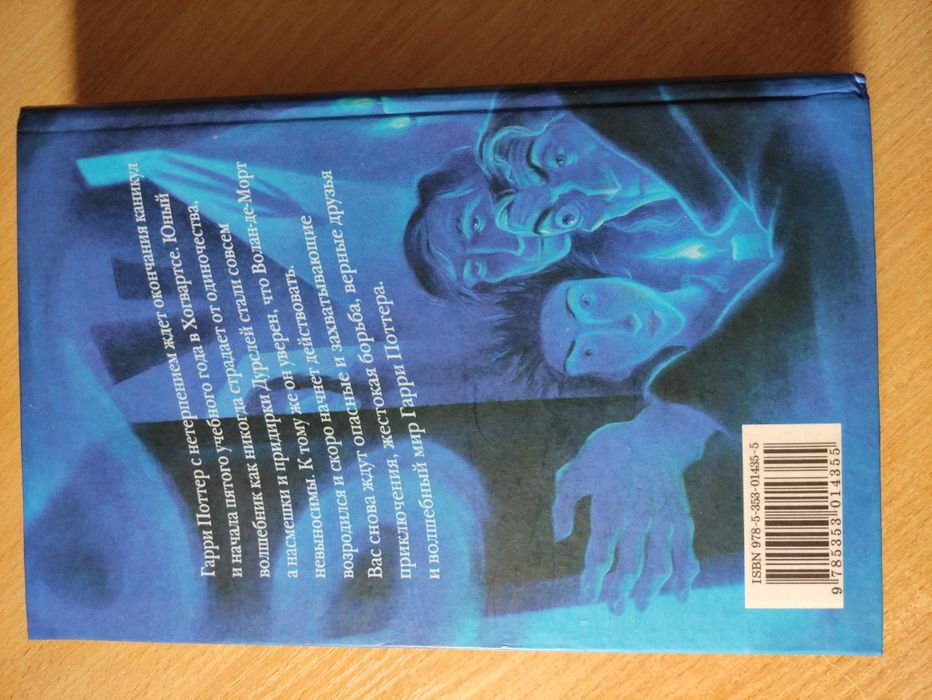 Гарри Поттер с нетерпением ждет окончания каникул
и начала пятого учебного года в Хогвартсе. Юный
волшебник как никогда страдает от одиночества,
а насмешки и придирки Дурслей стали совсем
невыносимы. К тому же он уверен, что Волан-де-Морт
возродился и скоро начнет действовать.
Вас снова ждут опасные и захватывающие
приключения, жестокая борьба, верные друзья
и волшебный мир Гарри Поттера.
ISBN 978-5-353-01435-5
9 785353 014355